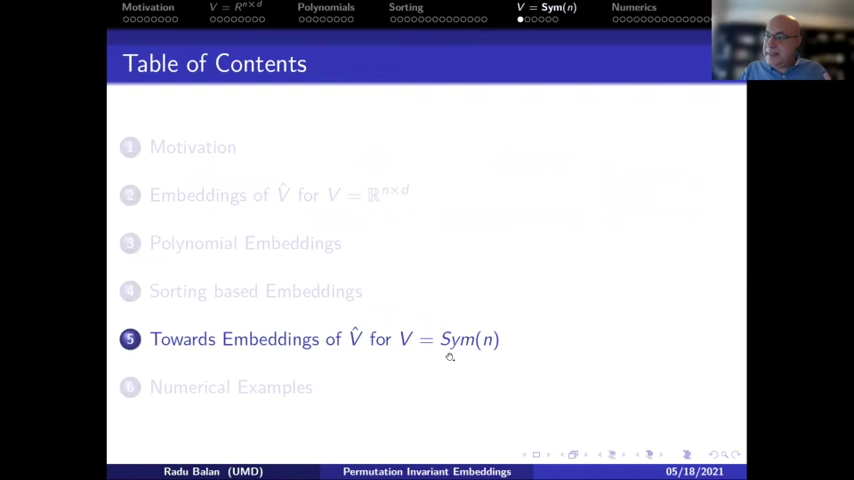 Motivation V = R^{n×d} Polynomials Sorting V = Sym(n) Numerics
Table of Contents
1 Motivation
2 Embeddings of V̂ for V = ℝ^{n×d}
3 Polynomial Embeddings
4 Sorting based Embeddings
5 Towards Embeddings of V̂ for V = Sym(n)
6 Numerical Examples
Radu Balan (UMD) Permutation Invariant Embeddings 05/18/2021